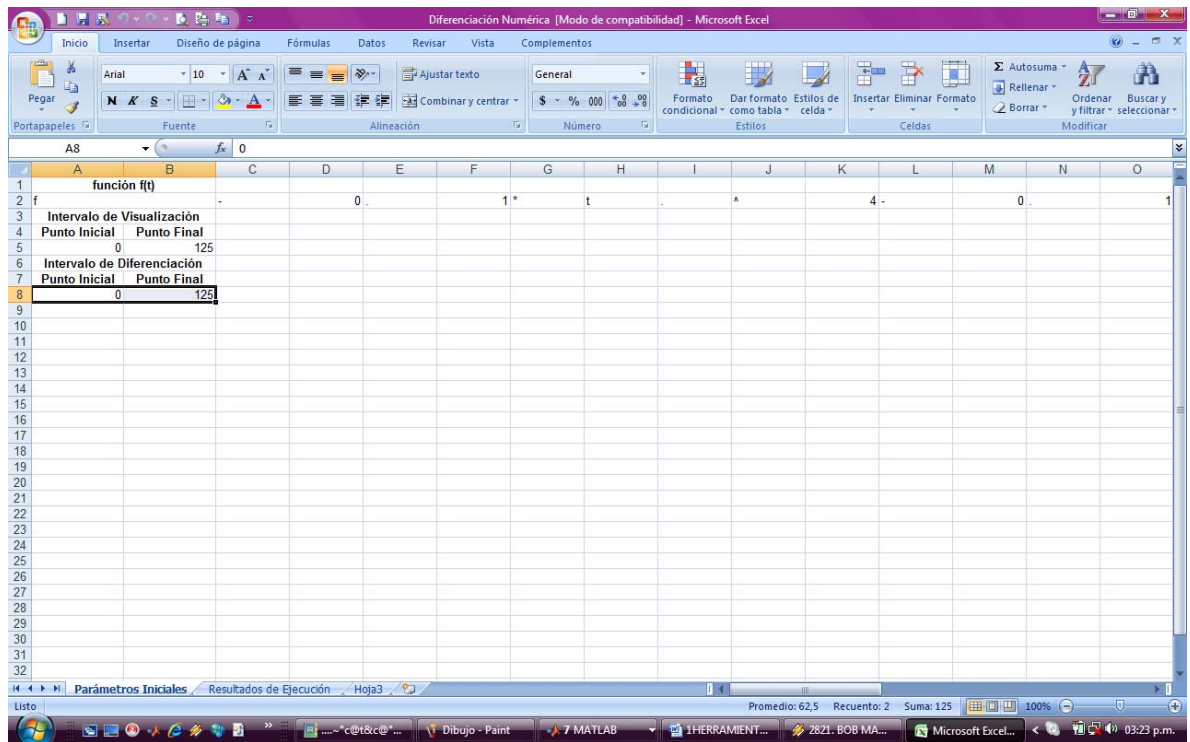 Diferenciación Numérica [Modo de compatibilidad] - Microsoft Excel
Inicio Insertar Diseño de página Fórmulas Datos Revisar Vista Complementos
Pegar
Arial 10 A A
N K S A
Ajustar texto
Combinar y centrar
General
$ % 000
Formato condicional
Dar formato como tabla
Estilos de celda
Insertar Eliminar Formato
Σ Autosuma
Rellenar
Borrar
Ordenar y filtrar
Buscar y seleccionar
Portapapeles Fuente Alineación Número Estilos Celdas Modificar
A8 fx 0
A B C D E F G H I J K L M N O
1 función f(t)
2 f - 0 . 1 * t . ^ 4 - 0 . 1
3 Intervalo de Visualización
4 Punto Inicial Punto Final
5 0 125
6 Intervalo de Diferenciación
7 Punto Inicial Punto Final
8 0 125
9
10
11
12
13
14
15
16
17
18
19
20
21
22
23
24
25
26
27
28
29
30
31
32
Parámetros Iniciales Resultados de Ejecución Hoja3
Listo Promedio: 62,5 Recuento: 2 Suma: 125 100%
....~*c@t&c@*... Dibujo - Paint 7 MATLAB 1HERRAMIENT... 2821. BOB MA... Microsoft Excel... 03:23 p.m.